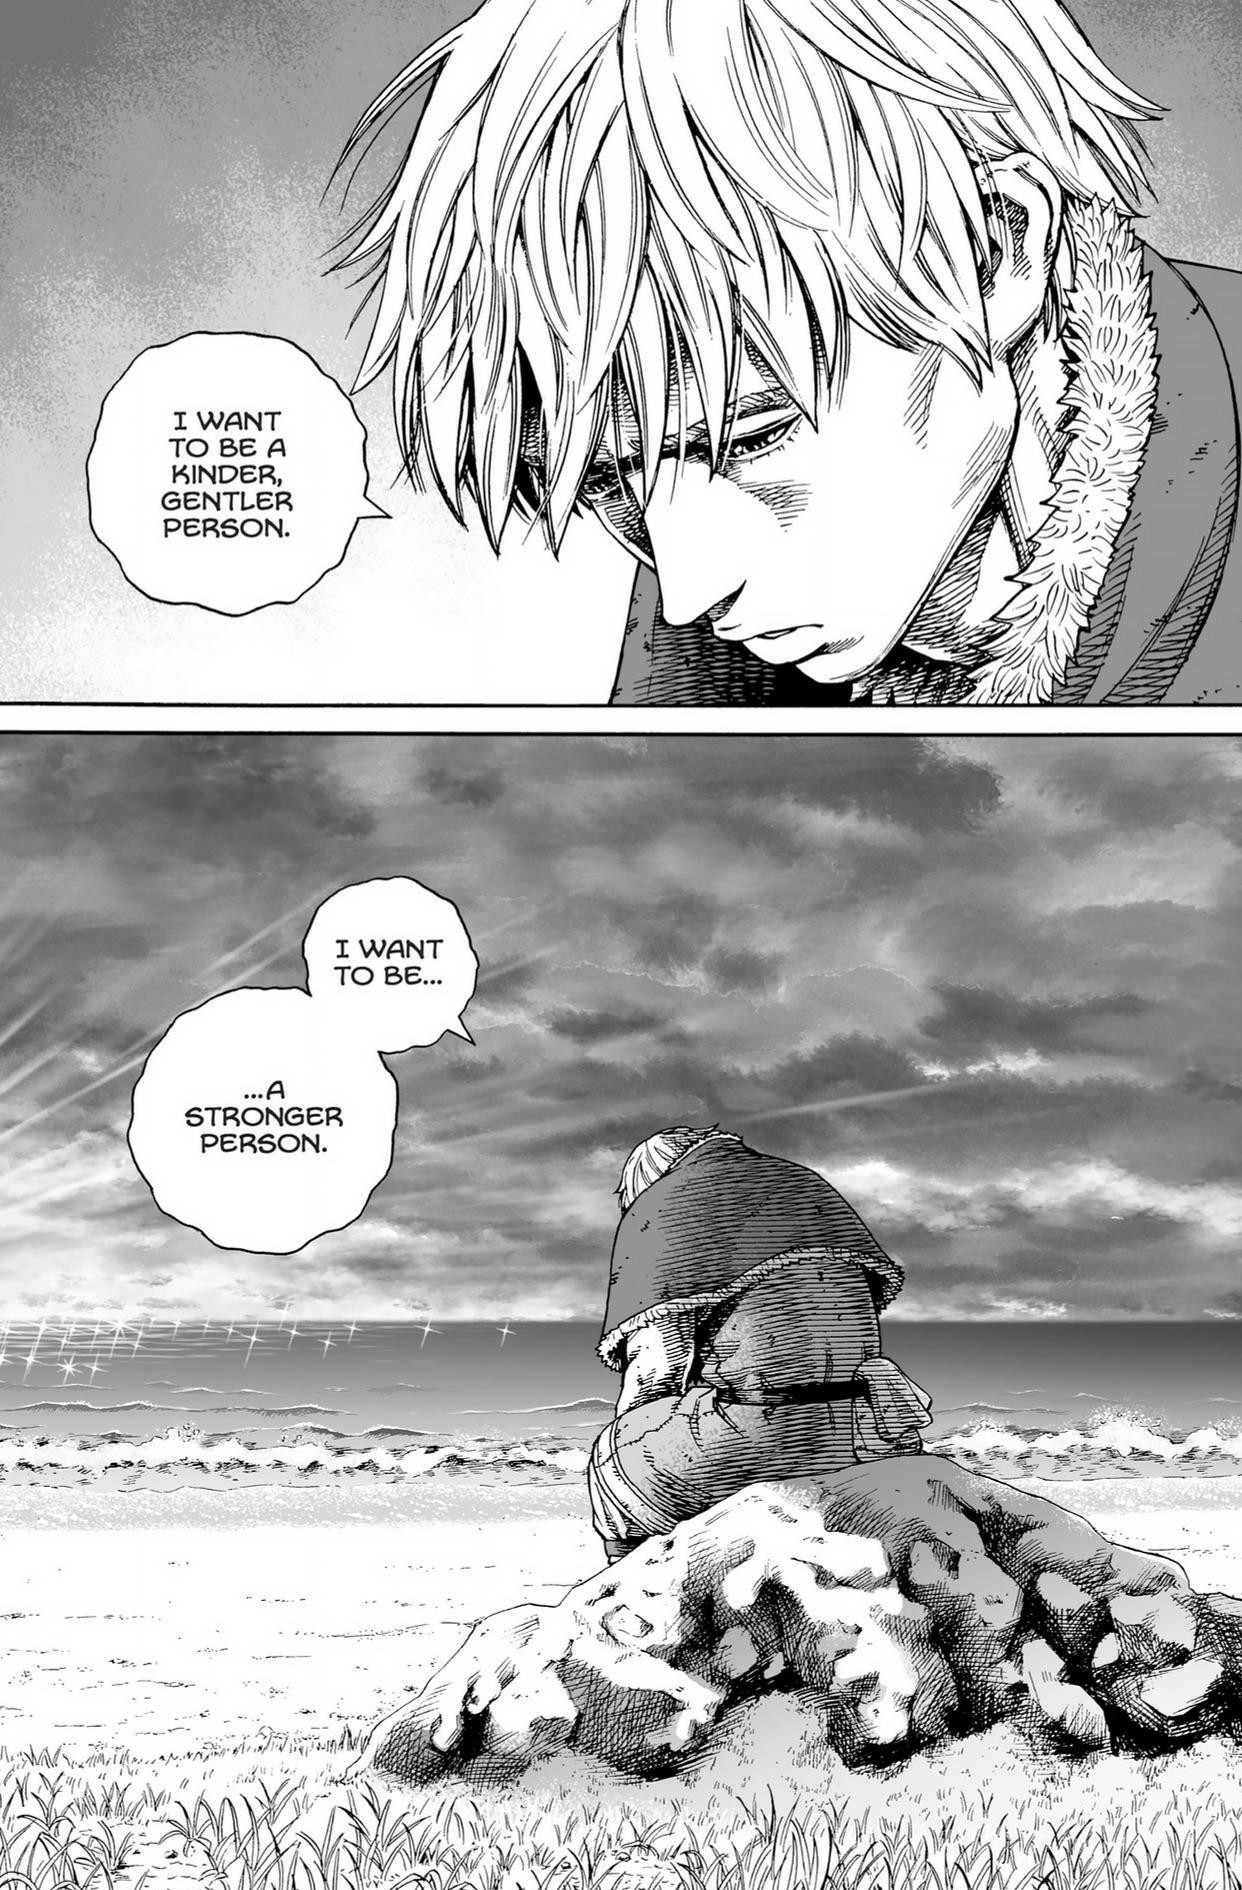 I WANT
TO BE A
KINDER,
GENTLER
PERSON.
I WANT
TO BE...
...A
STRONGER
PERSON.